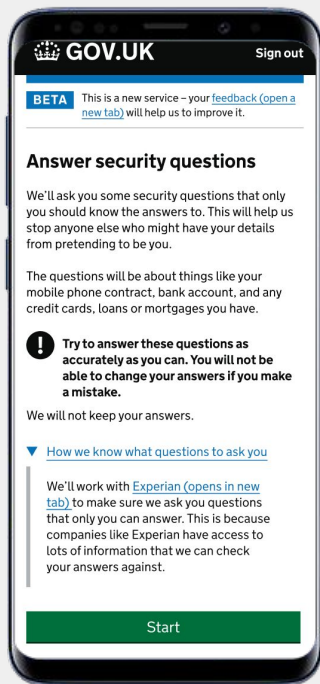 GOV.UK Sign out
BETA This is a new service – your feedback (open a
new tab) will help us to improve it.
Answer security questions
We’ll ask you some security questions that only
you should know the answers to. This will help us
stop anyone else who might have your details
from pretending to be you.
The questions will be about things like your
mobile phone contract, bank account, and any
credit cards, loans or mortgages you have.
! Try to answer these questions as
accurately as you can. You will not be
able to change your answers if you make
a mistake.
We will not keep your answers.
▼ How we know what questions to ask you
We’ll work with Experian (opens in new
tab) to make sure we ask you questions
that only you can answer. This is because
companies like Experian have access to
lots of information that we can check
your answers against.
Start